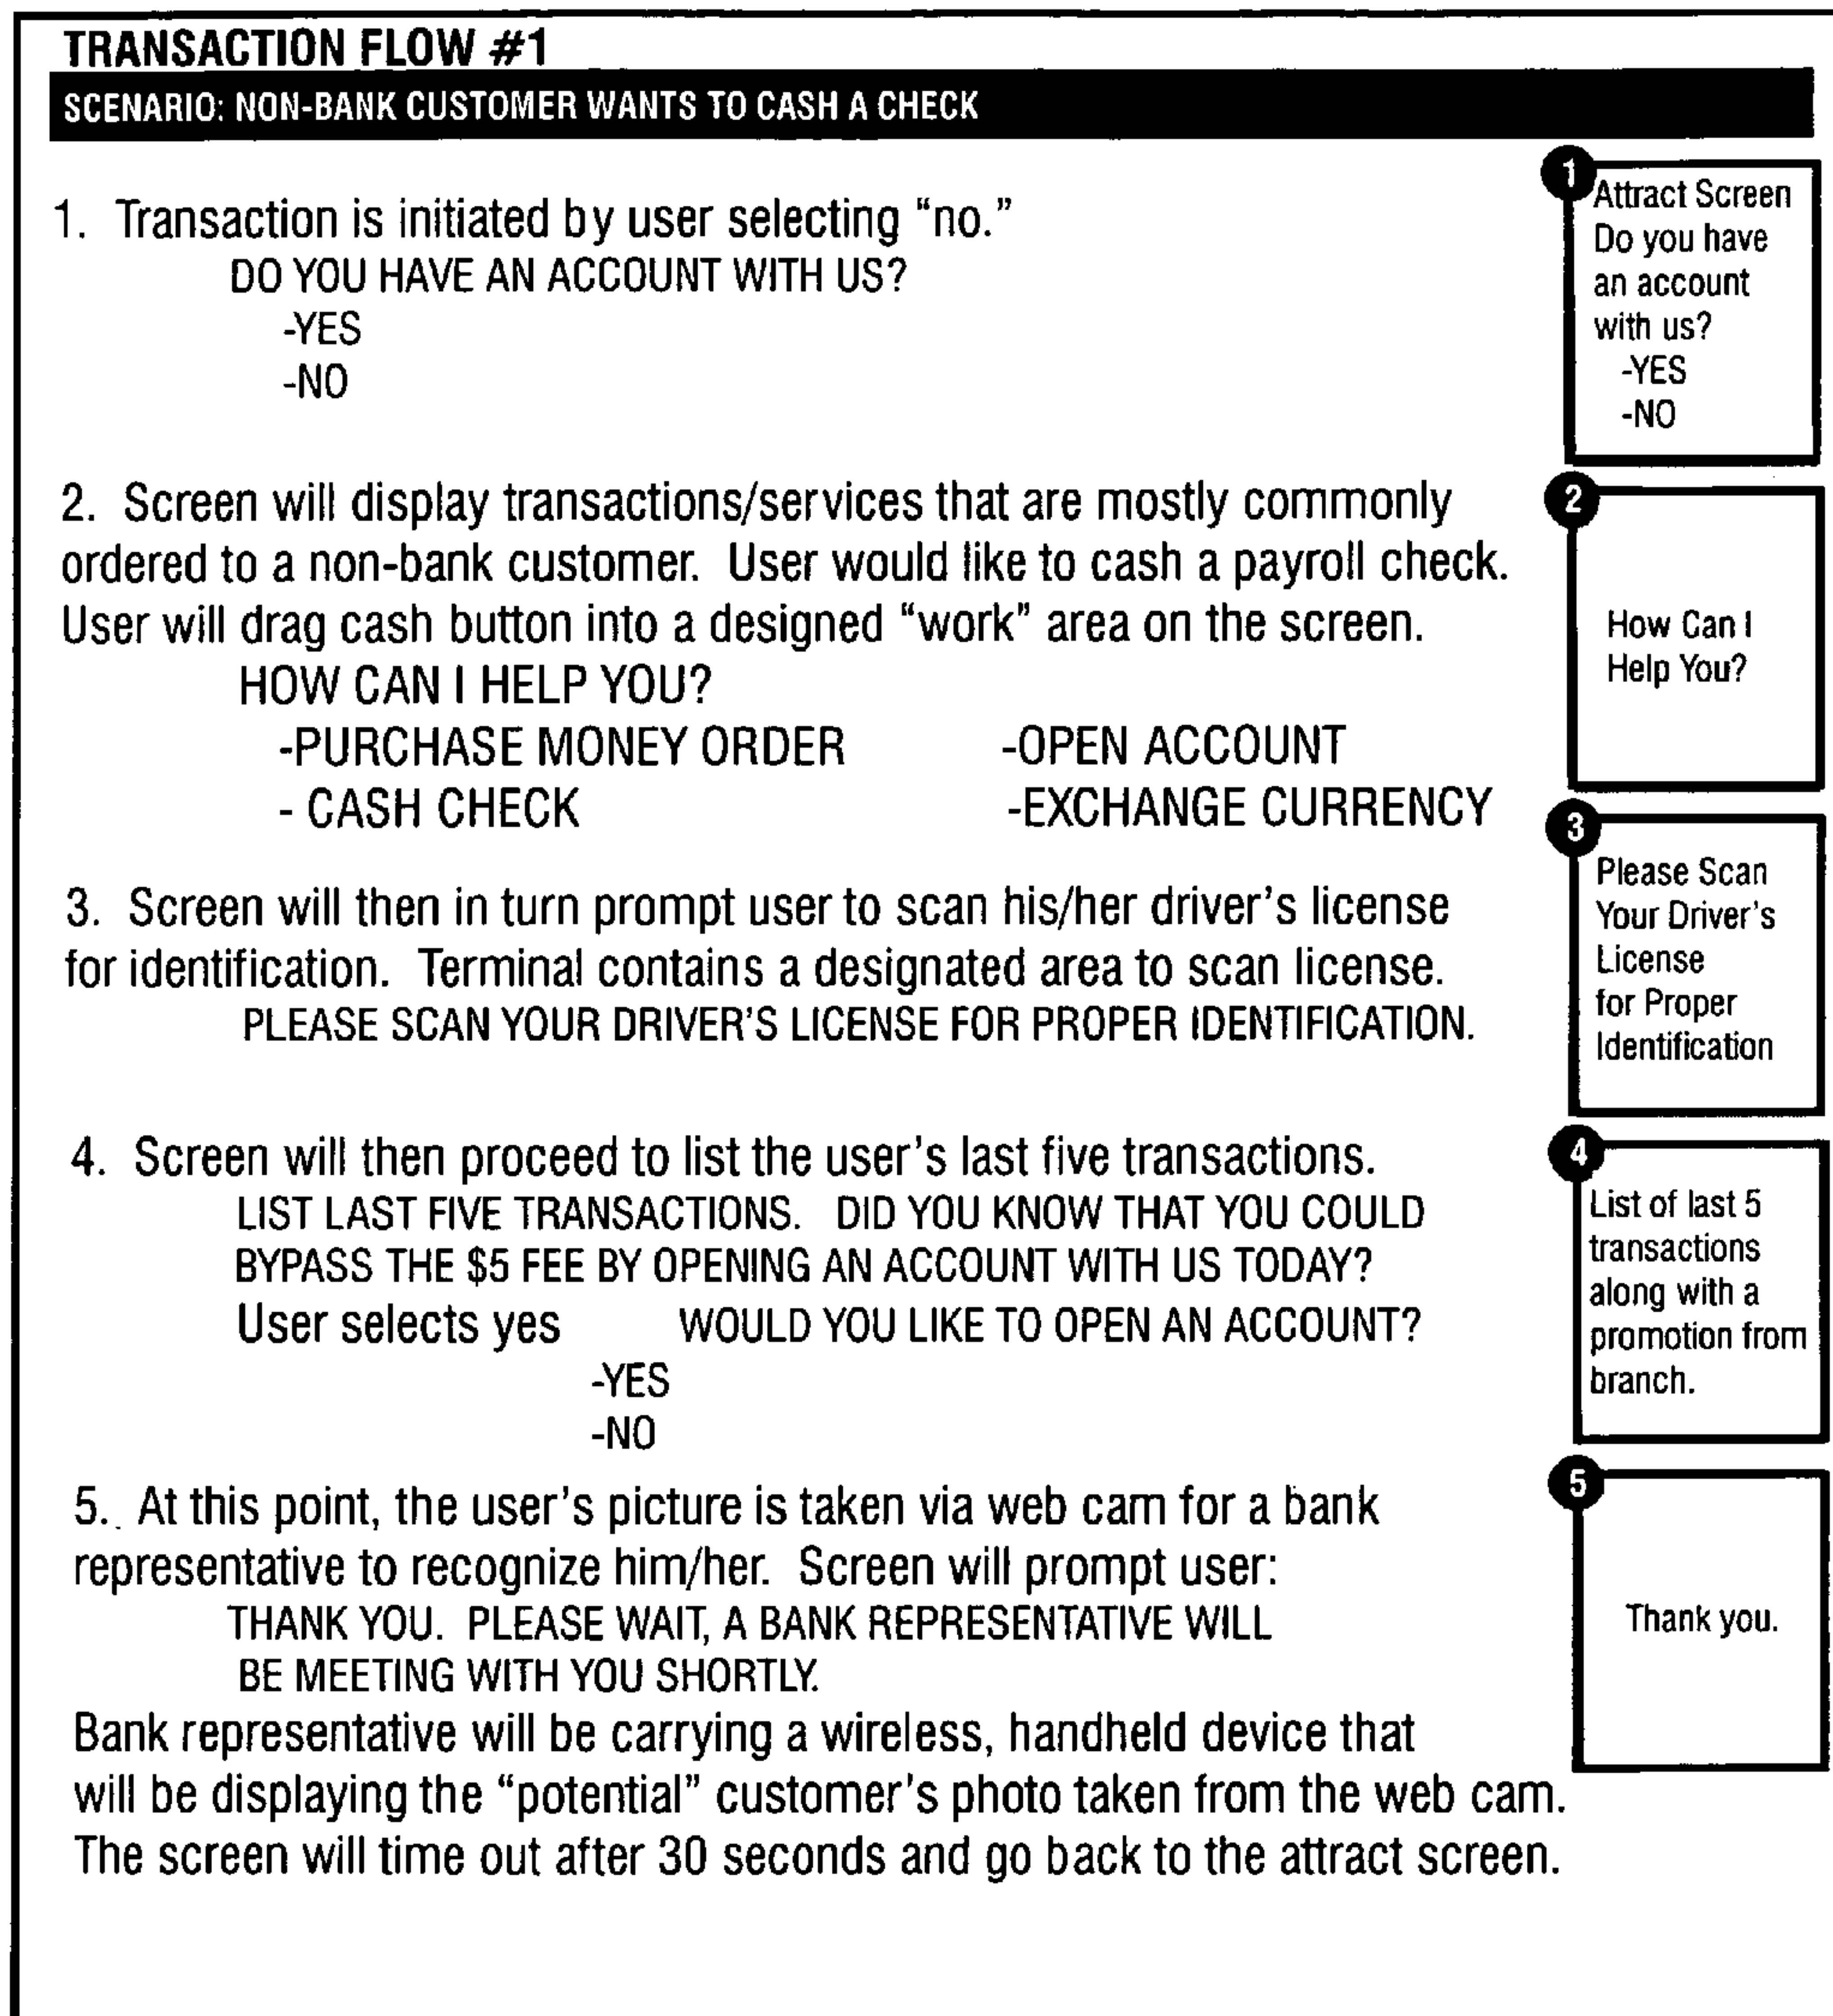 TRANSACTION FLOW #1
SCENARIO: NON-BANK CUSTOMER WANTS TO CASH A CHECK
1. Transaction is initiated by user selecting “no.”
DO YOU HAVE AN ACCOUNT WITH US?
-YES
-NO
2. Screen will display transactions/services that are mostly commonly
ordered to a non-bank customer. User would like to cash a payroll check.
User will drag cash button into a designed “work” area on the screen.
HOW CAN I HELP YOU?
-PURCHASE MONEY ORDER -OPEN ACCOUNT
- CASH CHECK -EXCHANGE CURRENCY
3. Screen will then in turn prompt user to scan his/her driver's license
for identification. Terminal contains a designated area to scan license.
PLEASE SCAN YOUR DRIVER'S LICENSE FOR PROPER IDENTIFICATION.
4. Screen will then proceed to list the user's last five transactions.
LIST LAST FIVE TRANSACTIONS. DID YOU KNOW THAT YOU COULD
BYPASS THE $5 FEE BY OPENING AN ACCOUNT WITH US TODAY?
User selects yes WOULD YOU LIKE TO OPEN AN ACCOUNT?
-YES
-NO
5. At this point, the user's picture is taken via web cam for a bank
representative to recognize him/her. Screen will prompt user:
THANK YOU. PLEASE WAIT, A BANK REPRESENTATIVE WILL
BE MEETING WITH YOU SHORTLY.
Bank representative will be carrying a wireless, handheld device that
will be displaying the “potential” customer's photo taken from the web cam.
The screen will time out after 30 seconds and go back to the attract screen.
1
Attract Screen
Do you have
an account
with us?
-YES
-NO
2
How Can I
Help You?
3
Please Scan
Your Driver's
License
for Proper
Identification
4
List of last 5
transactions
along with a
promotion from
branch.
5
Thank you.